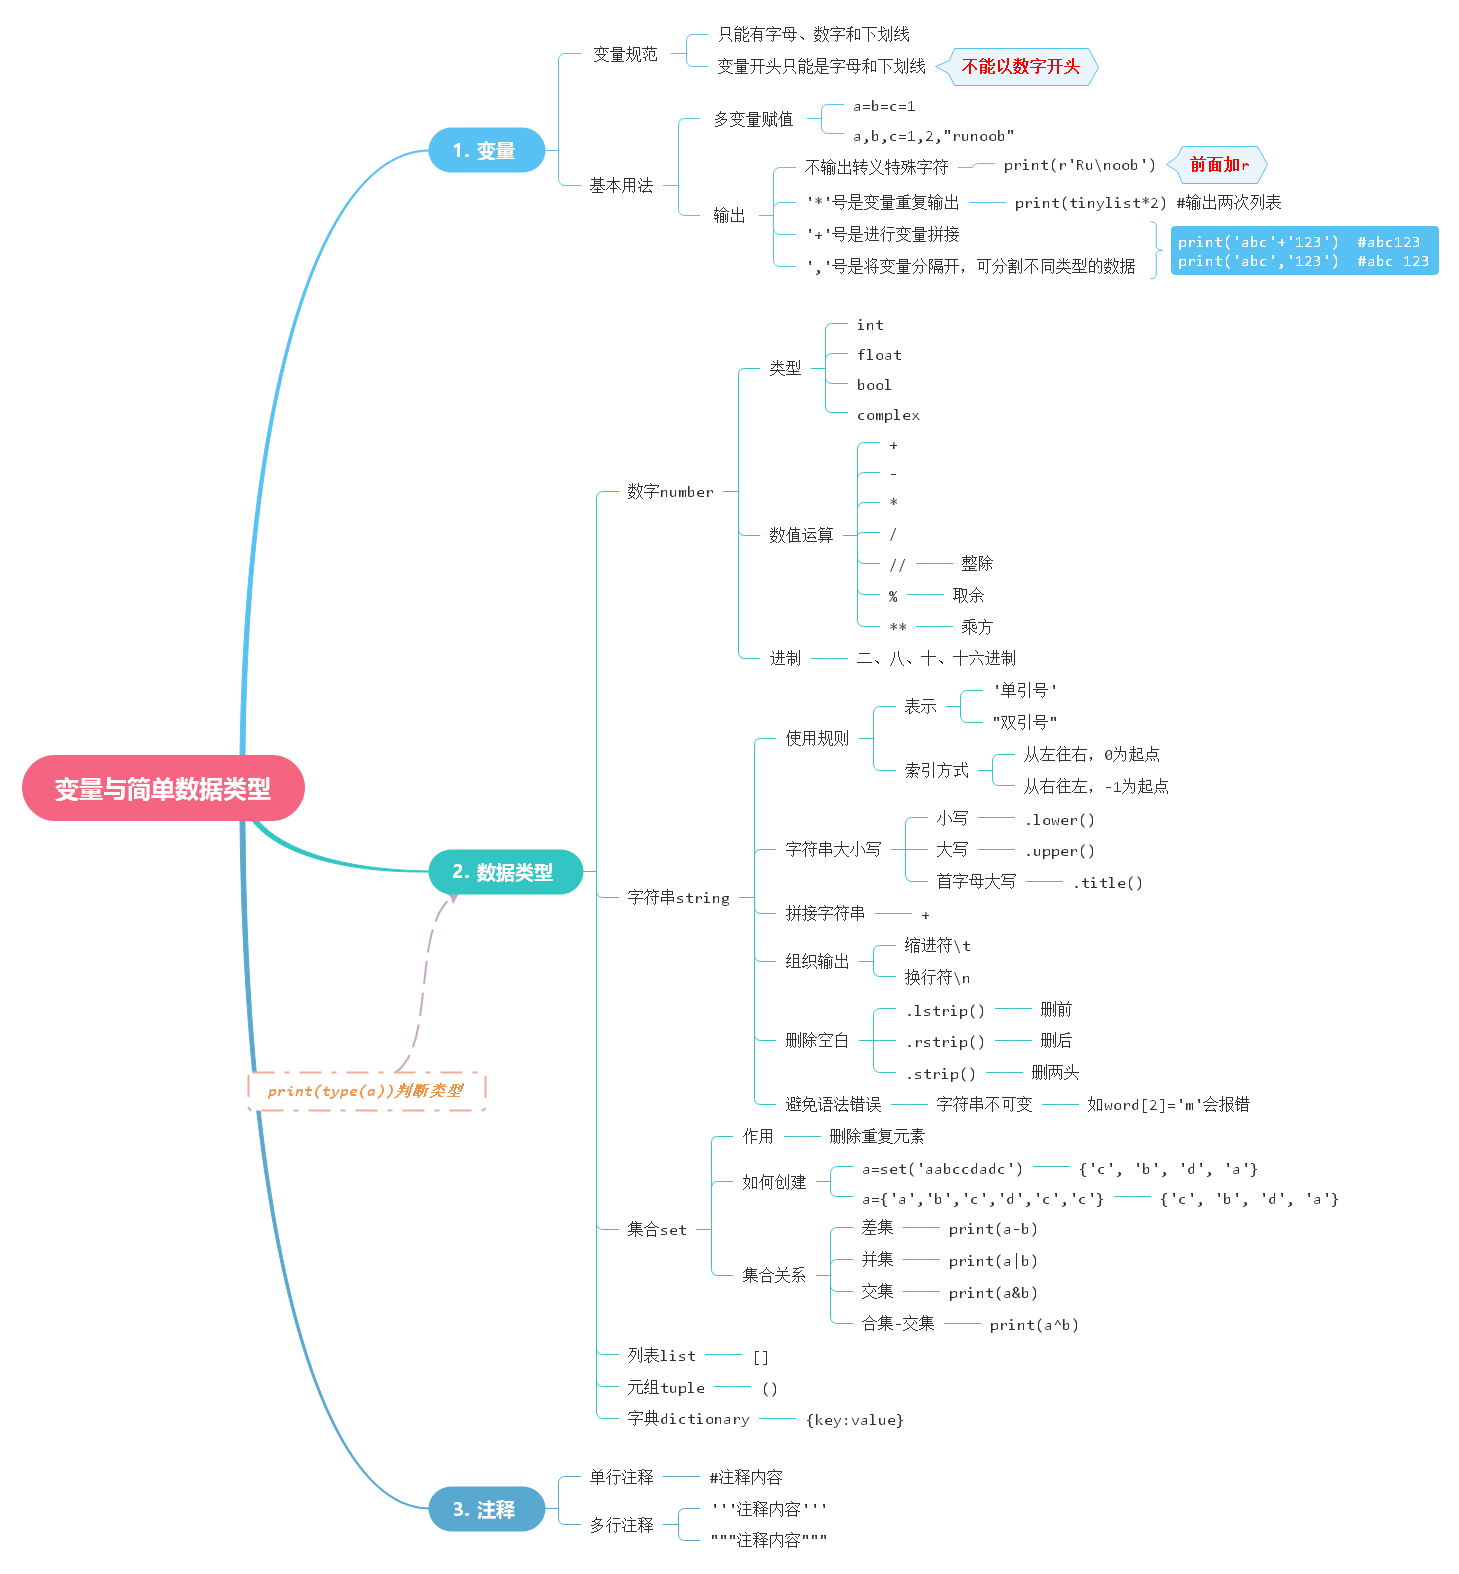 变量与简单数据类型
1. 变量
变量规范
只能有字母、数字和下划线
变量开头只能是字母和下划线
不能以数字开头
基本用法
多变量赋值
a=b=c=1
a,b,c=1,2,"runoob"
输出
不输出转义特殊字符
print(r'Ru\noob')
前面加r
'*'号是变量重复输出
print(tinylist*2) #输出两次列表
'+'号是进行变量拼接
','号是将变量分隔开，可分割不同类型的数据
print('abc'+'123')  #abc123
print('abc','123')  #abc 123
2. 数据类型
print(type(a))判断类型
数字number
类型
int
float
bool
complex
数值运算
+
-
*
/
//
整除
%
取余
**
乘方
进制
二、八、十、十六进制
字符串string
使用规则
表示
'单引号'
"双引号"
索引方式
从左往右，0为起点
从右往左，-1为起点
字符串大小写
小写
.lower()
大写
.upper()
首字母大写
.title()
拼接字符串
+
组织输出
缩进符\t
换行符\n
删除空白
.lstrip()
删前
.rstrip()
删后
.strip()
删两头
避免语法错误
字符串不可变
如word[2]='m'会报错
集合set
作用
删除重复元素
如何创建
a=set('aabccdadc')
{'c', 'b', 'd', 'a'}
a={'a','b','c','d','c','c'}
{'c', 'b', 'd', 'a'}
集合关系
差集
print(a-b)
并集
print(a|b)
交集
print(a&b)
合集-交集
print(a^b)
列表list
[]
元组tuple
()
字典dictionary
{key:value}
3. 注释
单行注释
#注释内容
多行注释
'''注释内容'''
"""注释内容"""